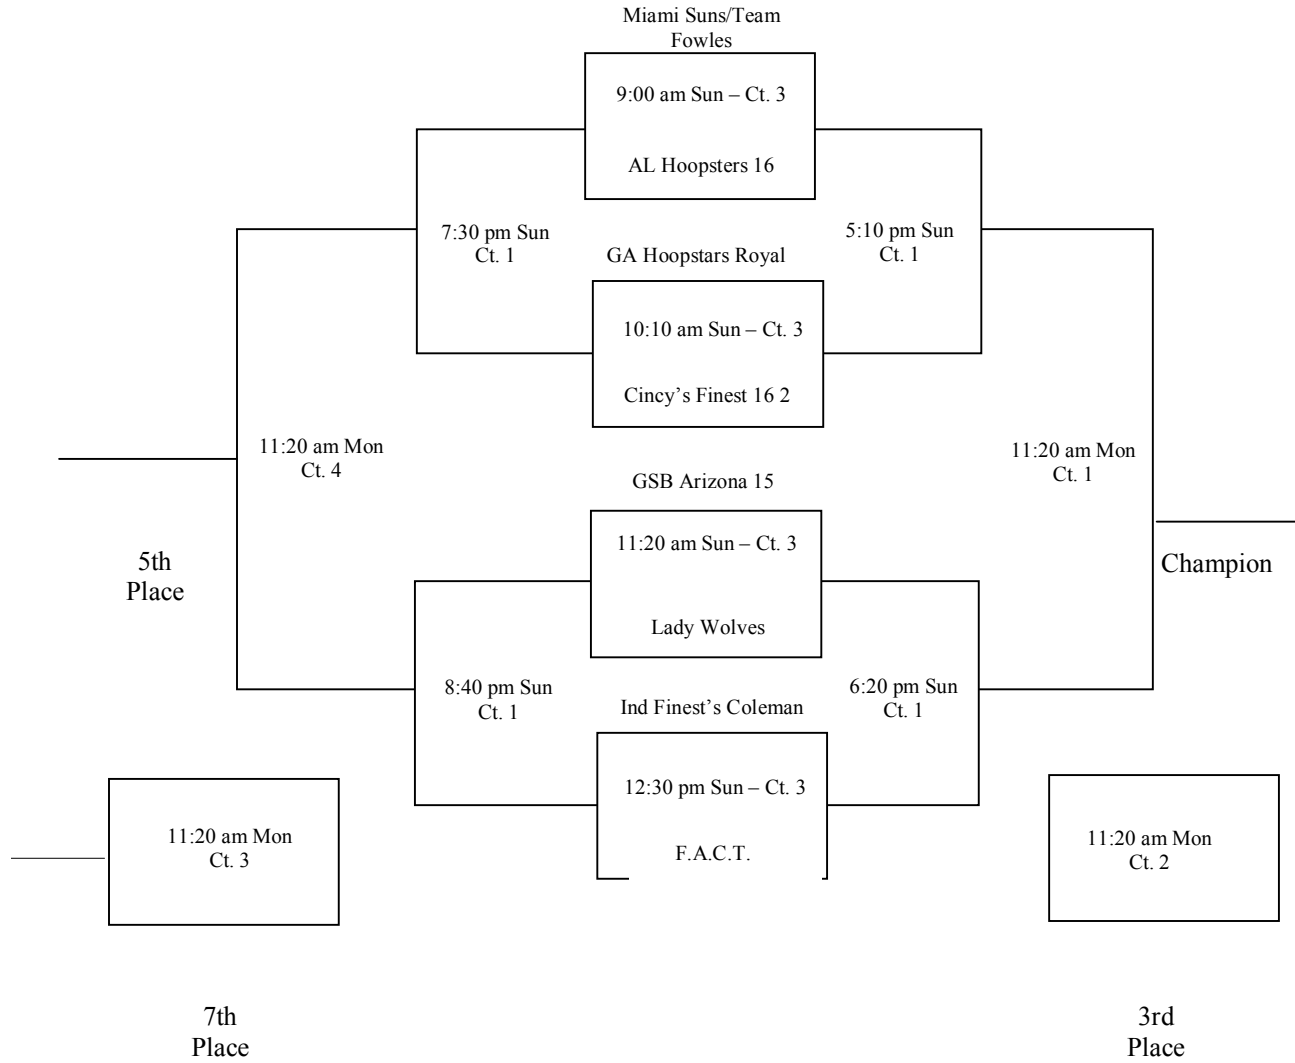 Miami Suns/Team
Fowles
9:00 am Sun – Ct. 3
AL Hoopsters 16
7:30 pm Sun
Ct. 1
5:10 pm Sun
Ct. 1
GA Hoopstars Royal
10:10 am Sun – Ct. 3
Cincy’s Finest 16 2
11:20 am Mon
Ct. 4
11:20 am Mon
Ct. 1
GSB Arizona 15
11:20 am Sun – Ct. 3
5th
Place
Champion
Lady Wolves
8:40 pm Sun
Ct. 1
6:20 pm Sun
Ct. 1
Ind Finest’s Coleman
12:30 pm Sun – Ct. 3
F.A.C.T.
11:20 am Mon
Ct. 3
11:20 am Mon
Ct. 2
7th
Place
3rd
Place